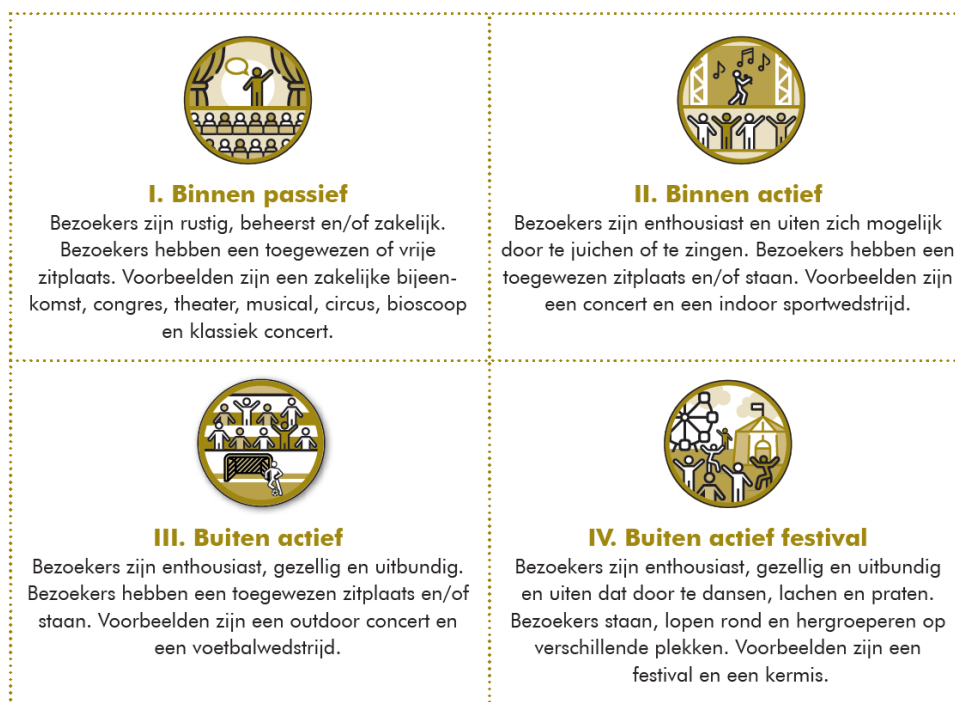 I. Binnen passief
Bezoekers zijn rustig, beheerst en/of zakelijk.
Bezoekers hebben een toegewezen of vrije
zitplaats. Voorbeelden zijn een zakelijke bijeen-
komst, congres, theater, musical, circus, bioscoop
en klassiek concert.
II. Binnen actief
Bezoekers zijn enthousiast en uiten zich mogelijk
door te juichen of te zingen. Bezoekers hebben een
toegewezen zitplaats en/of staan. Voorbeelden zijn
een concert en een indoor sportwedstrijd.
III. Buiten actief
Bezoekers zijn enthousiast, gezellig en uitbundig.
Bezoekers hebben een toegewezen zitplaats en/of
staan. Voorbeelden zijn een outdoor concert en
een voetbalwedstrijd.
IV. Buiten actief festival
Bezoekers zijn enthousiast, gezellig en uitbundig
en uiten dat door te dansen, lachen en praten.
Bezoekers staan, lopen rond en hergroeperen op
verschillende plekken. Voorbeelden zijn een
festival en een kermis.